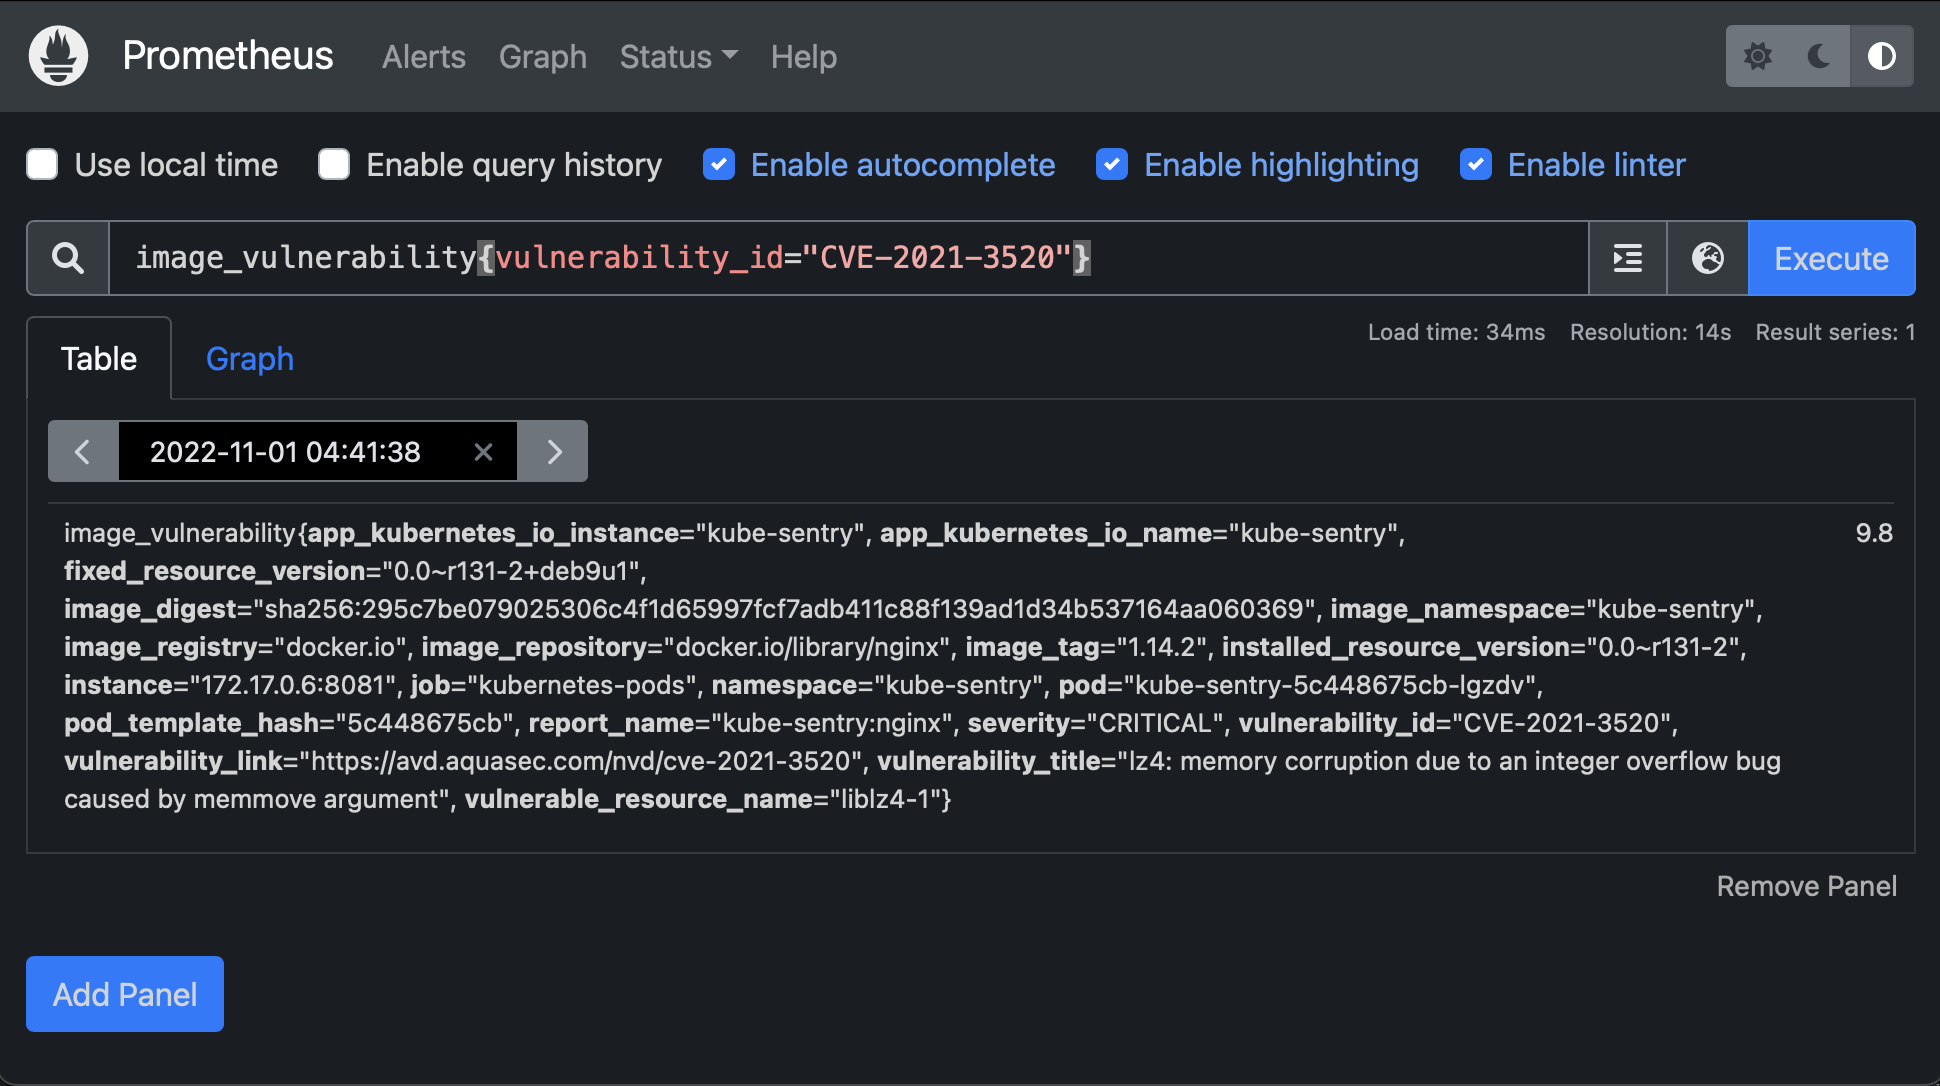 Prometheus Alerts Graph Status Help
Use local time Enable query history Enable autocomplete Enable highlighting Enable linter
image_vulnerability{vulnerability_id="CVE-2021-3520"} Execute
Load time: 34ms Resolution: 14s Result series: 1
Table Graph
2022-11-01 04:41:38
image_vulnerability{app_kubernetes_io_instance="kube-sentry", app_kubernetes_io_name="kube-sentry", 9.8
fixed_resource_version="0.0~r131-2+deb9u1",
image_digest="sha256:295c7be079025306c4f1d65997fcf7adb411c88f139ad1d34b537164aa060369", image_namespace="kube-sentry",
image_registry="docker.io", image_repository="docker.io/library/nginx", image_tag="1.14.2", installed_resource_version="0.0~r131-2",
instance="172.17.0.6:8081", job="kubernetes-pods", namespace="kube-sentry", pod="kube-sentry-5c448675cb-lgzdv",
pod_template_hash="5c448675cb", report_name="kube-sentry:nginx", severity="CRITICAL", vulnerability_id="CVE-2021-3520",
vulnerability_link="https://avd.aquasec.com/nvd/cve-2021-3520", vulnerability_title="lz4: memory corruption due to an integer overflow bug
caused by memmove argument", vulnerable_resource_name="liblz4-1"}
Remove Panel
Add Panel